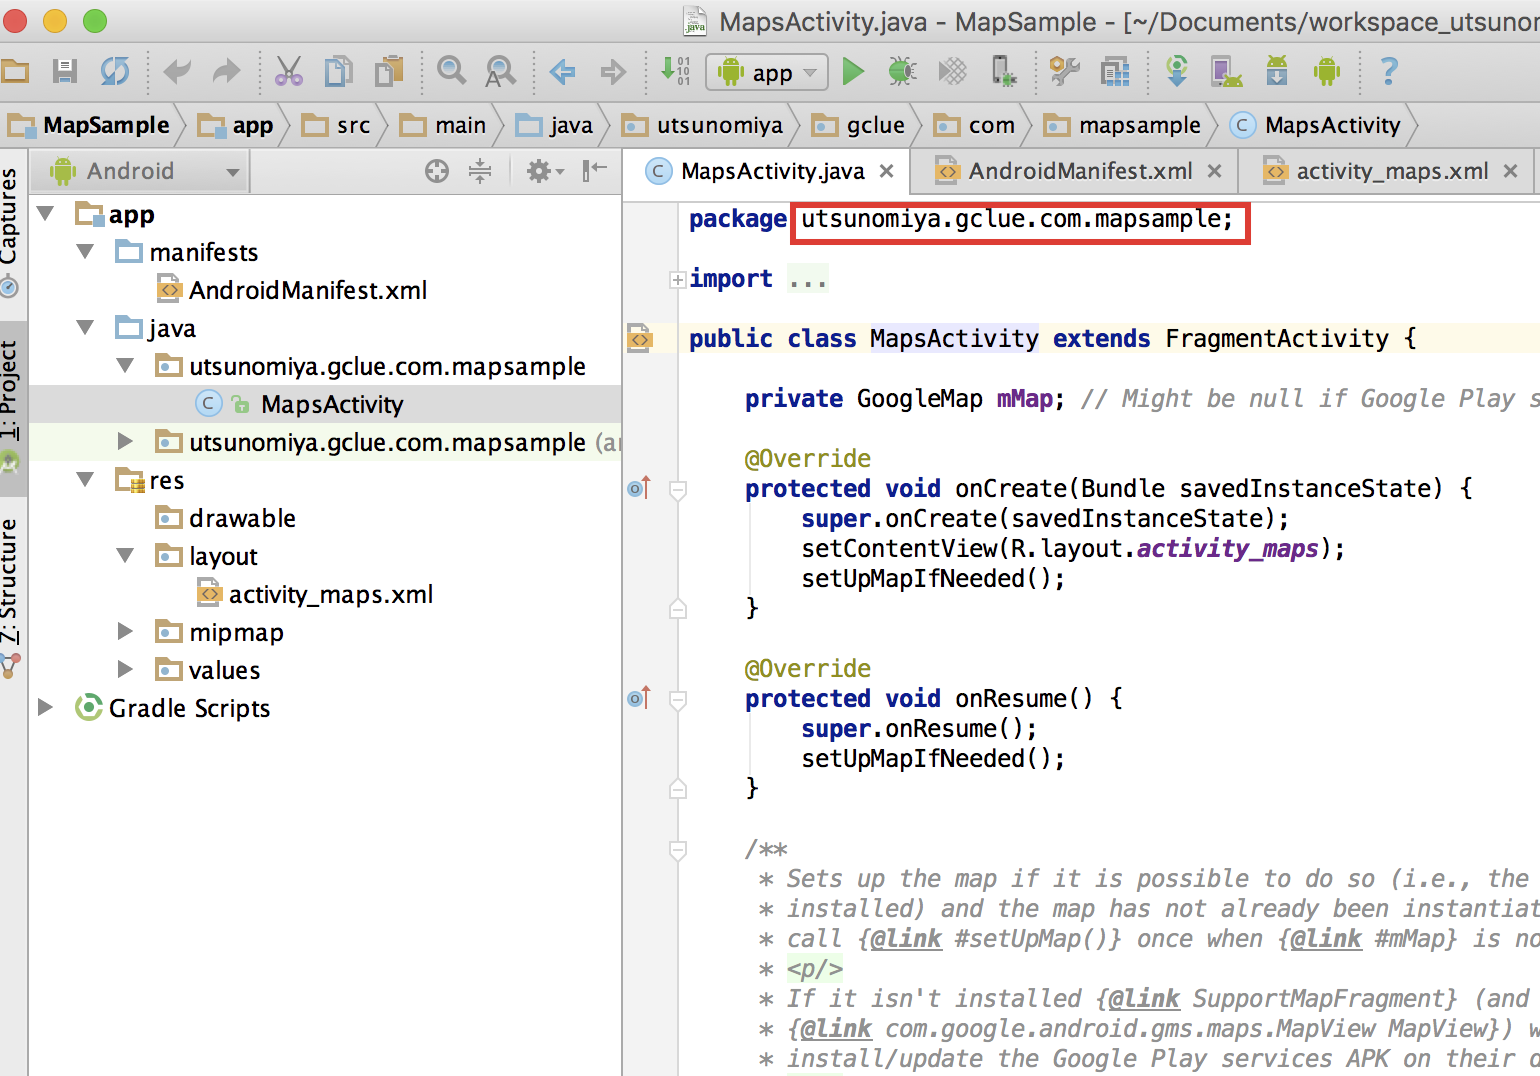 MapsActivity.java - MapSample - [~/Documents/workspace_utsunom
app
MapSample app src main java utsunomiya gclue com mapsample MapsActivity
Android
MapsActivity.java AndroidManifest.xml activity_maps.xml
Captures
1: Project
7: Structure
app
manifests
AndroidManifest.xml
java
utsunomiya.gclue.com.mapsample
MapsActivity
utsunomiya.gclue.com.mapsample (ar
res
drawable
layout
activity_maps.xml
mipmap
values
Gradle Scripts
package utsunomiya.gclue.com.mapsample;
import ...
public class MapsActivity extends FragmentActivity {
private GoogleMap mMap; // Might be null if Google Play s
@Override
protected void onCreate(Bundle savedInstanceState) {
super.onCreate(savedInstanceState);
setContentView(R.layout.activity_maps);
setUpMapIfNeeded();
}
@Override
protected void onResume() {
super.onResume();
setUpMapIfNeeded();
}
/**
* Sets up the map if it is possible to do so (i.e., the
* installed) and the map has not already been instantiat
* call {@link #setUpMap()} once when {@link #mMap} is no
* <p/>
* If it isn't installed {@link SupportMapFragment} (and
* {@link com.google.android.gms.maps.MapView MapView}) w
* install/update the Google Play services APK on their d